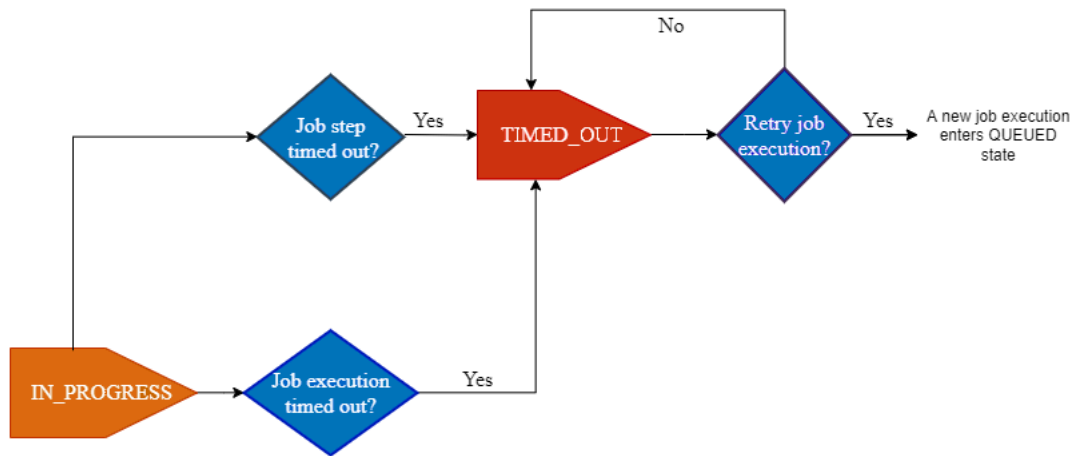 No
Job step
timed out?
Yes
TIMED_OUT
Retry job
execution?
Yes
A new job execution
enters QUEUED
state
IN_PROGRESS
Job execution
timed out?
Yes